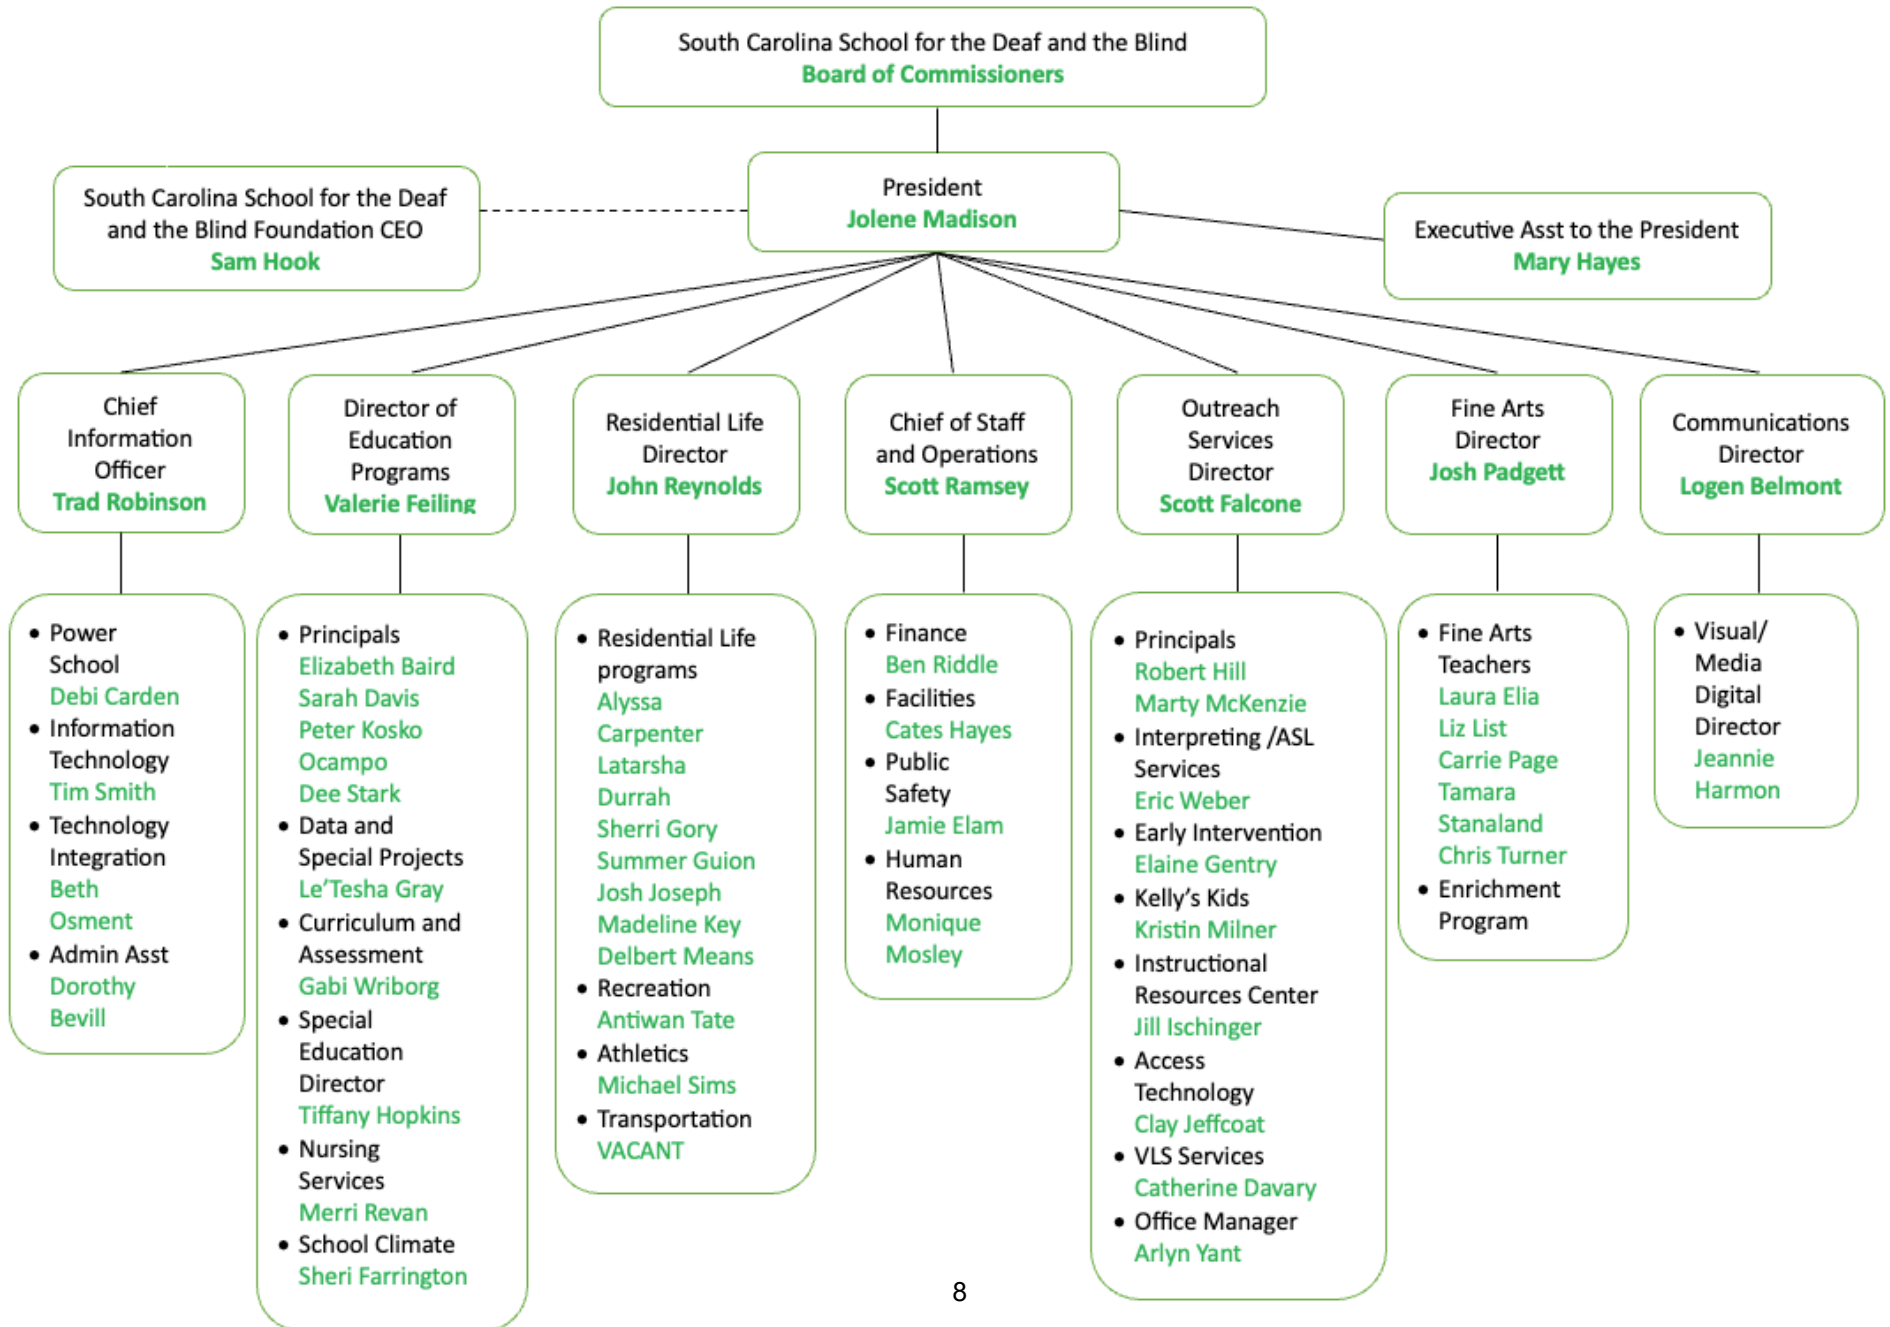 South Carolina School for the Deaf and the Blind
Board of Commissioners
South Carolina School for the Deaf
and the Blind Foundation CEO
Sam Hook
President
Jolene Madison
Executive Asst to the President
Mary Hayes
Chief
Information
Officer
Trad Robinson
Director of
Education
Programs
Valerie Feiling
Residential Life
Director
John Reynolds
Chief of Staff
and Operations
Scott Ramsey
Outreach
Services
Director
Scott Falcone
Fine Arts
Director
Josh Padgett
Communications
Director
Logen Belmont
• Power
School
Debi Carden
• Information
Technology
Tim Smith
• Technology
Integration
Beth
Osment
• Admin Asst
Dorothy
Bevill
• Principals
Elizabeth Baird
Sarah Davis
Peter Kosko
Ocampo
Dee Stark
• Data and
Special Projects
Le’Tesha Gray
• Curriculum and
Assessment
Gabi Wriborg
• Special
Education
Director
Tiffany Hopkins
• Nursing
Services
Merri Revan
• School Climate
Sheri Farrington
• Residential Life
programs
Alyssa
Carpenter
Latarsha
Durrah
Sherri Gory
Summer Guion
Josh Joseph
Madeline Key
Delbert Means
• Recreation
Antiwan Tate
• Athletics
Michael Sims
• Transportation
VACANT
• Finance
Ben Riddle
• Facilities
Cates Hayes
• Public
Safety
Jamie Elam
• Human
Resources
Monique
Mosley
• Principals
Robert Hill
Marty McKenzie
• Interpreting /ASL
Services
Eric Weber
• Early Intervention
Elaine Gentry
• Kelly’s Kids
Kristin Milner
• Instructional
Resources Center
Jill Ischinger
• Access
Technology
Clay Jeffcoat
• VLS Services
Catherine Davary
• Office Manager
Arlyn Yant
• Fine Arts
Teachers
Laura Elia
Liz List
Carrie Page
Tamara
Stanaland
Chris Turner
• Enrichment
Program
• Visual/
Media
Digital
Director
Jeannie
Harmon
8